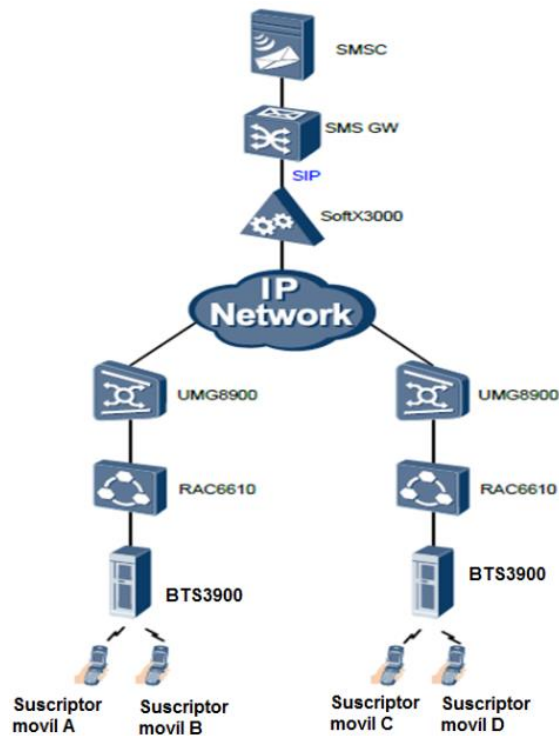 SMSC
SMS GW
SIP
SoftX3000
IP
Network
UMG8900
UMG8900
RAC6610
RAC6610
BTS3900
BTS3900
Suscriptor
movil A
Suscriptor
movil B
Suscriptor
movil C
Suscriptor
movil D